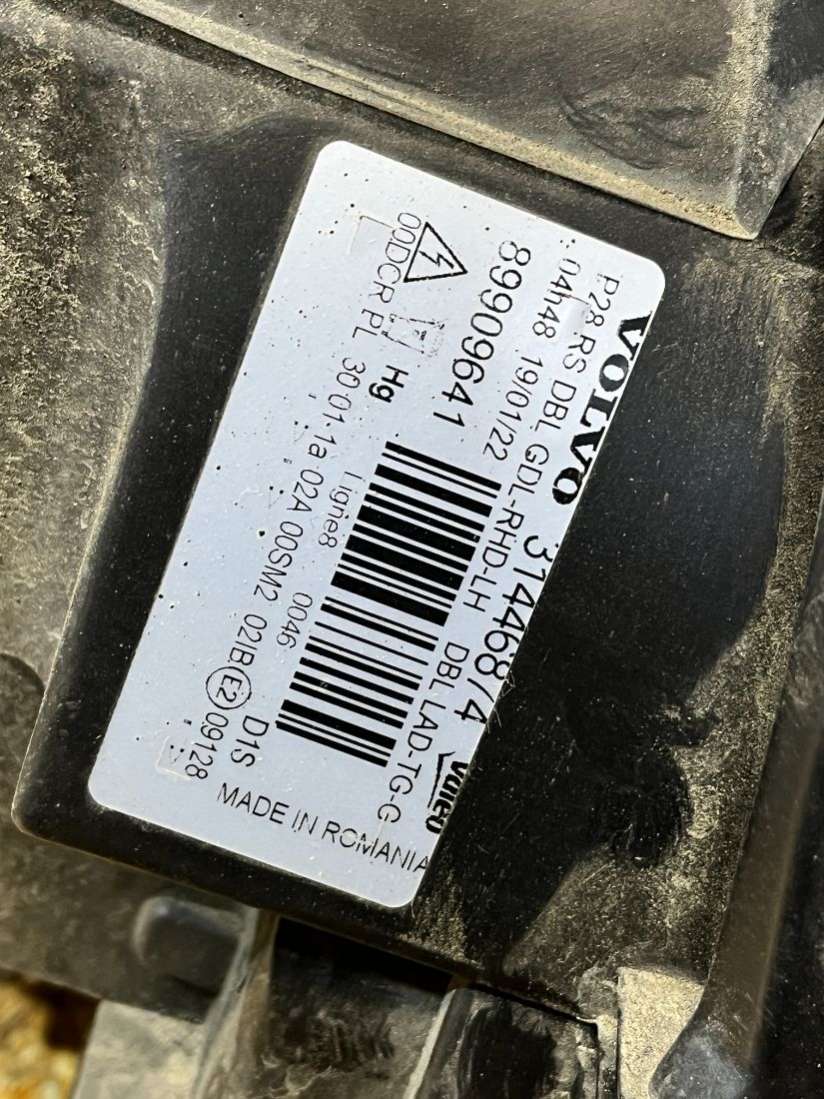 VOLVO 31446874 Valeo
P28 RS DBL GDL-RHD-LH DBL LAD-TG-G
04h48 19/01/22
89909641
Hg
Ligne8 0046 D1S
00DCR PL 30 01-1a 02A 00SM2 02IB E2 09128
MADE IN ROMANIA